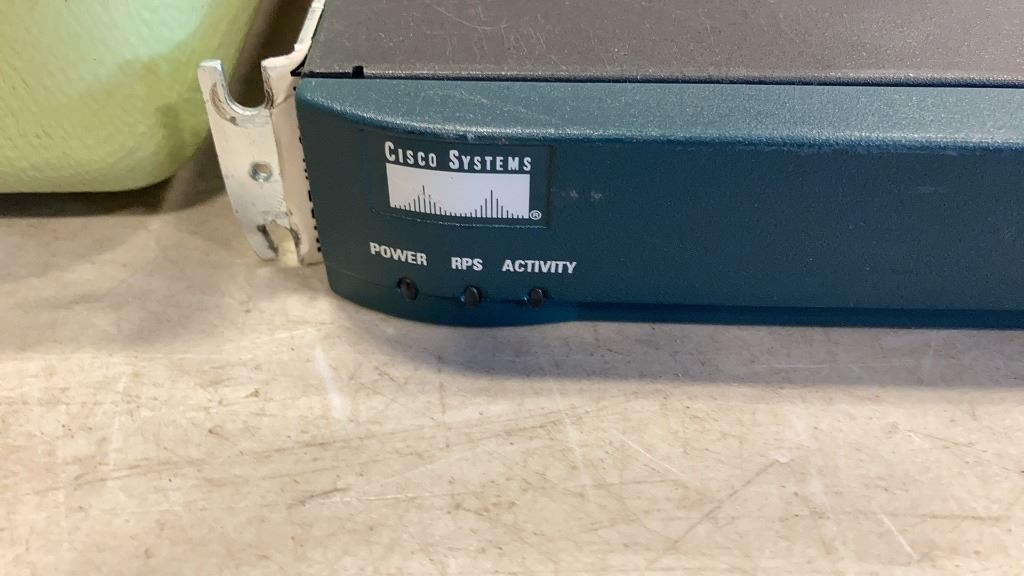 CISCO SYSTEMS
®
POWER RPS ACTIVITY